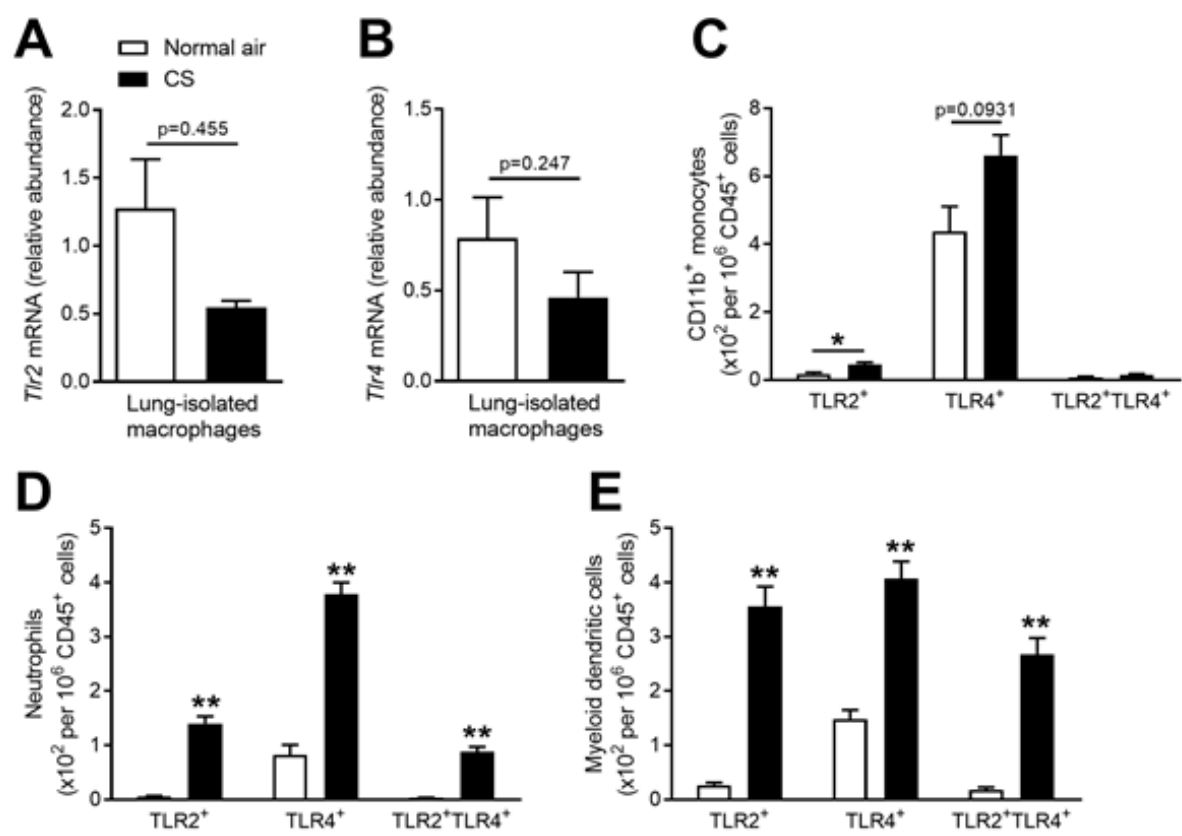 A
Normal air
CS
Tlr2 mRNA (relative abundance)
2.0
1.5
1.0
0.5
0.0
p=0.455
Lung-isolated
macrophages
B
Tlr4 mRNA (relative abundance)
1.5
1.0
0.5
0.0
p=0.247
Lung-isolated
macrophages
C
CD11b⁺ monocytes
(x10² per 10⁶ CD45⁺ cells)
8
6
4
2
0
*
p=0.0931
TLR2⁺
TLR4⁺
TLR2⁺TLR4⁺
D
Neutrophils
(x10² per 10⁶ CD45⁺ cells)
5
4
3
2
1
0
**
**
**
TLR2⁺
TLR4⁺
TLR2⁺TLR4⁺
E
Myeloid dendritic cells
(x10² per 10⁶ CD45⁺ cells)
5
4
3
2
1
0
**
**
**
TLR2⁺
TLR4⁺
TLR2⁺TLR4⁺